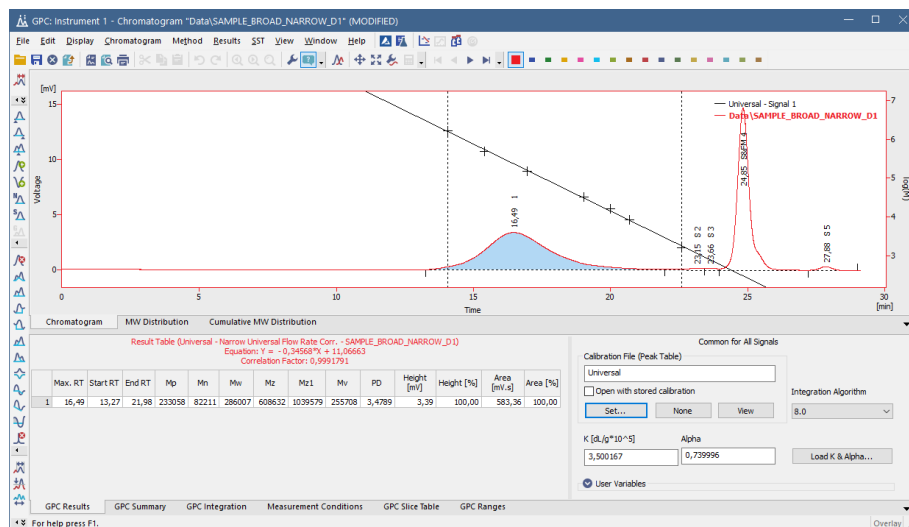 GPC: Instrument 1 - Chromatogram "Data\SAMPLE_BROAD_NARROW_D1" (MODIFIED)
File Edit Display Chromatogram Method Results SST View Window Help
[mV]
15
10
5
0
Voltage
7
6
5
4
3
log(M)
Universal - Signal 1
Data\SAMPLE_BROAD_NARROW_D1
16,49 1
23,15 S 2
23,66 S 3
24,85 S&FM 4
27,88 S 5
0 5 10 15 20 25 30
Time [min]
Chromatogram MW Distribution Cumulative MW Distribution
Result Table (Universal - Narrow Universal Flow Rate Corr. - SAMPLE_BROAD_NARROW_D1)
Equation: Y = - 0,34568*X + 11,06663
Correlation Factor: 0,9991791
Max. RT Start RT End RT Mp Mn Mw Mz Mz1 Mv PD Height [mV] Height [%] Area [mV.s] Area [%]
1 16,49 13,27 21,98 233058 82211 286007 608632 1039579 255708 3,4789 3,39 100,00 583,36 100,00
Common for All Signals
Calibration File (Peak Table)
Universal
Open with stored calibration
Set... None View
Integration Algorithm
8.0
K [dL/g*10^5] Alpha
3,500167 0,739996 Load K & Alpha...
User Variables
GPC Results GPC Summary GPC Integration Measurement Conditions GPC Slice Table GPC Ranges
For help press F1. Overlay